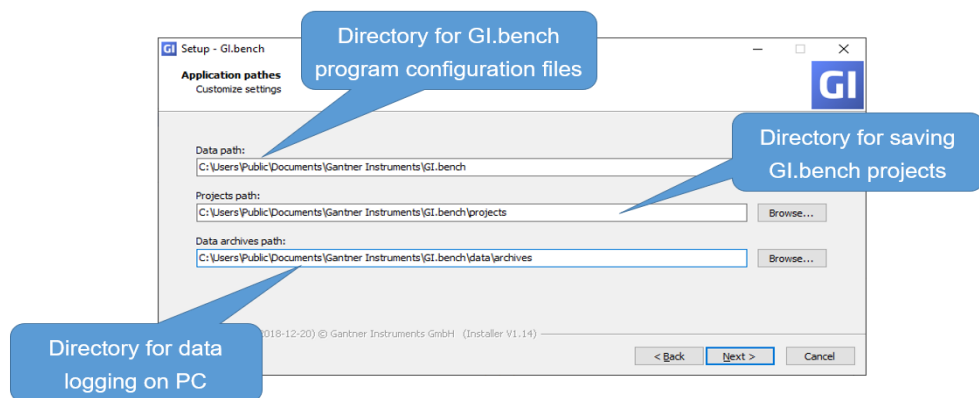 Directory for GI.bench
program configuration files
GI Setup - GI.bench
Application pathes
Customize settings
GI
Directory for saving
GI.bench projects
Data path:
C:\Users\Public\Documents\Gantner Instruments\GI.bench
Projects path:
C:\Users\Public\Documents\Gantner Instruments\GI.bench\projects
Browse...
Data archives path:
C:\Users\Public\Documents\Gantner Instruments\GI.bench\data\archives
Browse...
2018-12-20) © Gantner Instruments GmbH (Installer V1.14)
Directory for data
logging on PC
< Back
Next >
Cancel